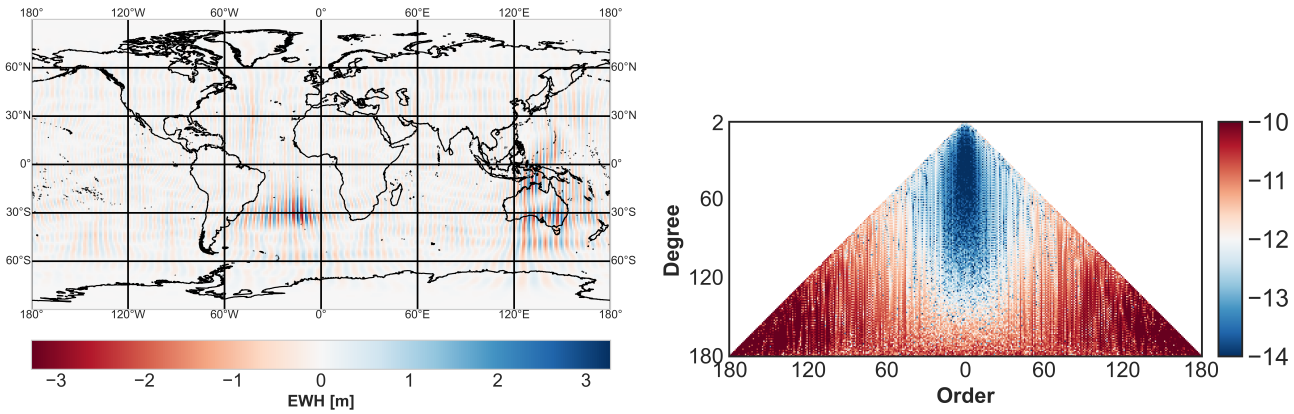 180° 120°W 60°W 0° 60°E 120°E 180°
60°N 60°N
30°N 30°N
0° 0°
30°S 30°S
60°S 60°S
180° 120°W 60°W 0° 60°E 120°E 180°
−3 −2 −1 0 1 2 3
EWH [m]
2
60
120
180
Degree
180 120 60 0 60 120 180
Order
−10
−11
−12
−13
−14